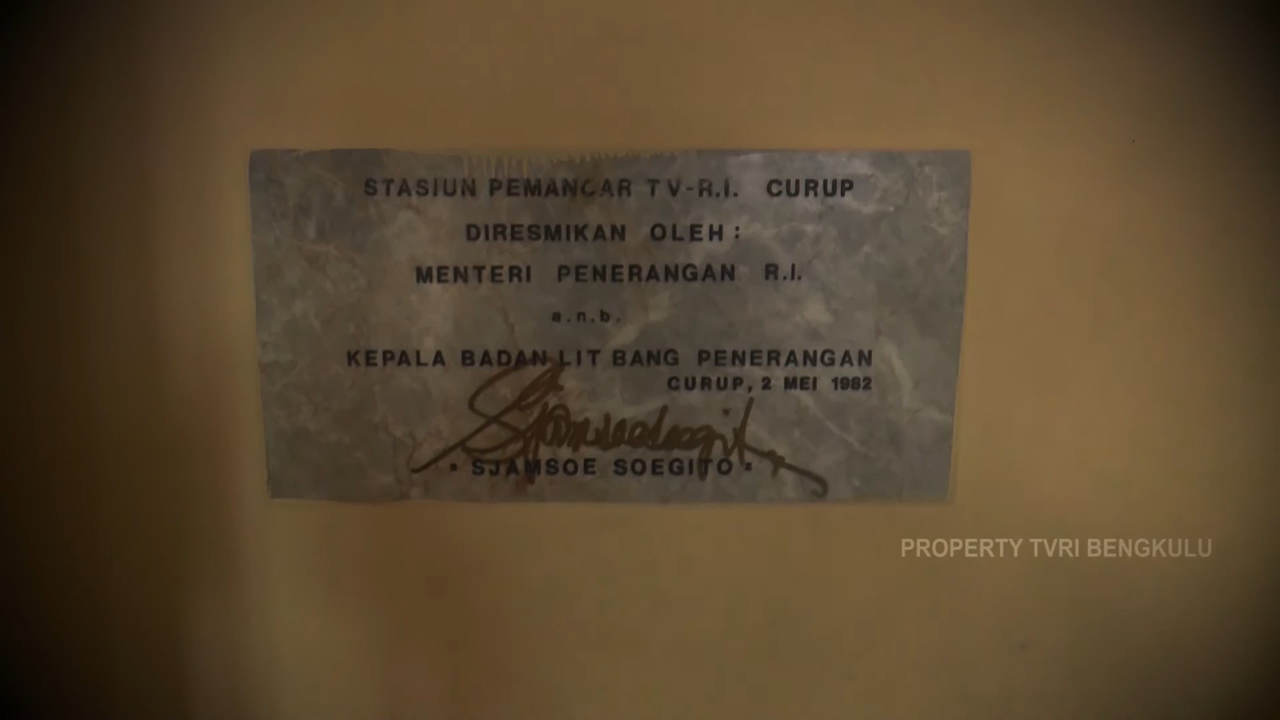 STASIUN PEMANCAR TV-R.I. CURUP
DIRESMIKAN OLEH :
MENTERI PENERANGAN R.I.
a.n.b.
KEPALA BADAN LIT BANG PENERANGAN
CURUP, 2 MEI 1982
SJAMSOE SOEGITO
PROPERTY TVRI BENGKULU